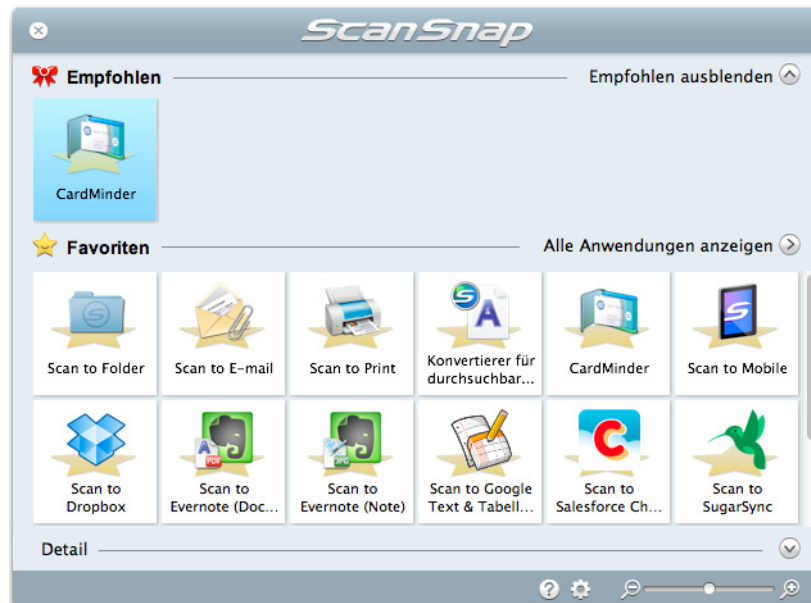 ScanSnap
Empfohlen
Empfohlen ausblenden
CardMinder
Favoriten
Alle Anwendungen anzeigen
Scan to Folder
Scan to E-mail
Scan to Print
Konvertierer für
durchsuchbar...
CardMinder
Scan to Mobile
Scan to
Dropbox
Scan to
Evernote (Doc...
Scan to
Evernote (Note)
Scan to Google
Text & Tabell...
Scan to
Salesforce Ch...
Scan to
SugarSync
Detail